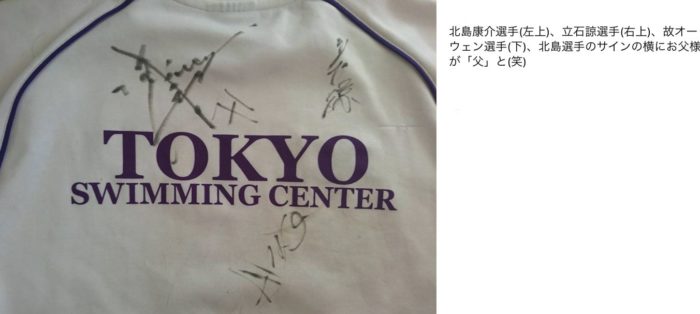 TOKYO
SWIMMING CENTER
父
北島康介選手(左上)、立石諒選手(右上)、故オー
ウェン選手(下)、北島選手のサインの横にお父様
が「父」と(笑)